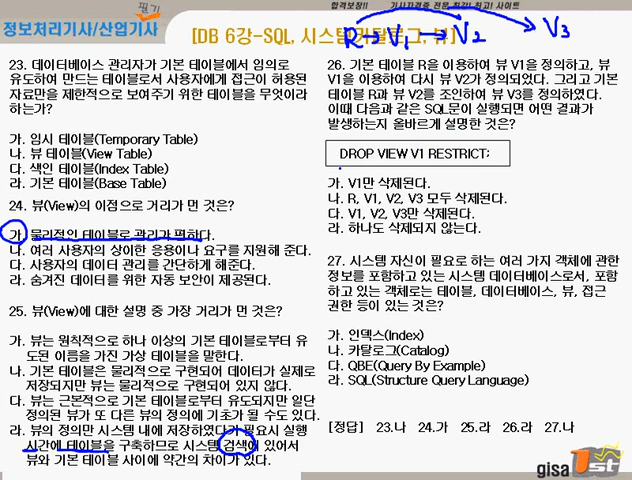 필기
정보처리기사/산업기사
합격보장!! 기사자격증 전문, 최강! 최고! 사이트
[DB 6강-SQL, 시스템카탈로그, 뷰]
R → V1 → V2 → V3
23. 데이터베이스 관리자가 기본 테이블에서 임의로
유도하여 만드는 테이블로서 사용자에게 접근이 허용된
자료만을 제한적으로 보여주기 위한 테이블을 무엇이라
하는가?
가. 임시 테이블(Temporary Table)
나. 뷰 테이블(View Table)
다. 색인 테이블(Index Table)
라. 기본 테이블(Base Table)
24. 뷰(View)의 이점으로 거리가 먼 것은?
가. 물리적인 테이블로 관리가 편하다.
나. 여러 사용자의 상이한 응용이나 요구를 지원해 준다.
다. 사용자의 데이터 관리를 간단하게 해준다.
라. 숨겨진 데이터를 위한 자동 보안이 제공된다.
25. 뷰(View)에 대한 설명 중 가장 거리가 먼 것은?
가. 뷰는 원칙적으로 하나 이상의 기본 테이블로부터 유
도된 이름을 가진 가상 테이블을 말한다.
나. 기본 테이블은 물리적으로 구현되어 데이터가 실제로
저장되지만 뷰는 물리적으로 구현되어 있지 않다.
다. 뷰는 근본적으로 기본 테이블로부터 유도되지만 일단
정의된 뷰가 또 다른 뷰의 정의에 기초가 될 수도 있다.
라. 뷰의 정의만 시스템 내에 저장하였다가 필요시 실행
시간에 테이블을 구축하므로 시스템 검색에 있어서
뷰와 기본 테이블 사이에 약간의 차이가 있다.
26. 기본 테이블 R을 이용하여 뷰 V1을 정의하고, 뷰
V1을 이용하여 다시 뷰 V2가 정의되었다. 그리고 기본
테이블 R과 뷰 V2를 조인하여 뷰 V3를 정의하였다.
이때 다음과 같은 SQL문이 실행되면 어떤 결과가
발생하는지 올바르게 설명한 것은?
DROP VIEW V1 RESTRICT;
가. V1만 삭제된다.
나. R, V1, V2, V3 모두 삭제된다.
다. V1, V2, V3만 삭제된다.
라. 하나도 삭제되지 않는다.
27. 시스템 자신이 필요로 하는 여러 가지 객체에 관한
정보를 포함하고 있는 시스템 데이터베이스로서, 포함
하고 있는 객체로는 테이블, 데이터베이스, 뷰, 접근
권한 등이 있는 것은?
가. 인덱스(Index)
나. 카탈로그(Catalog)
다. QBE(Query By Example)
라. SQL(Structure Query Language)
[정답] 23.나 24.가 25.라 26.라 27.나
gisa 1st